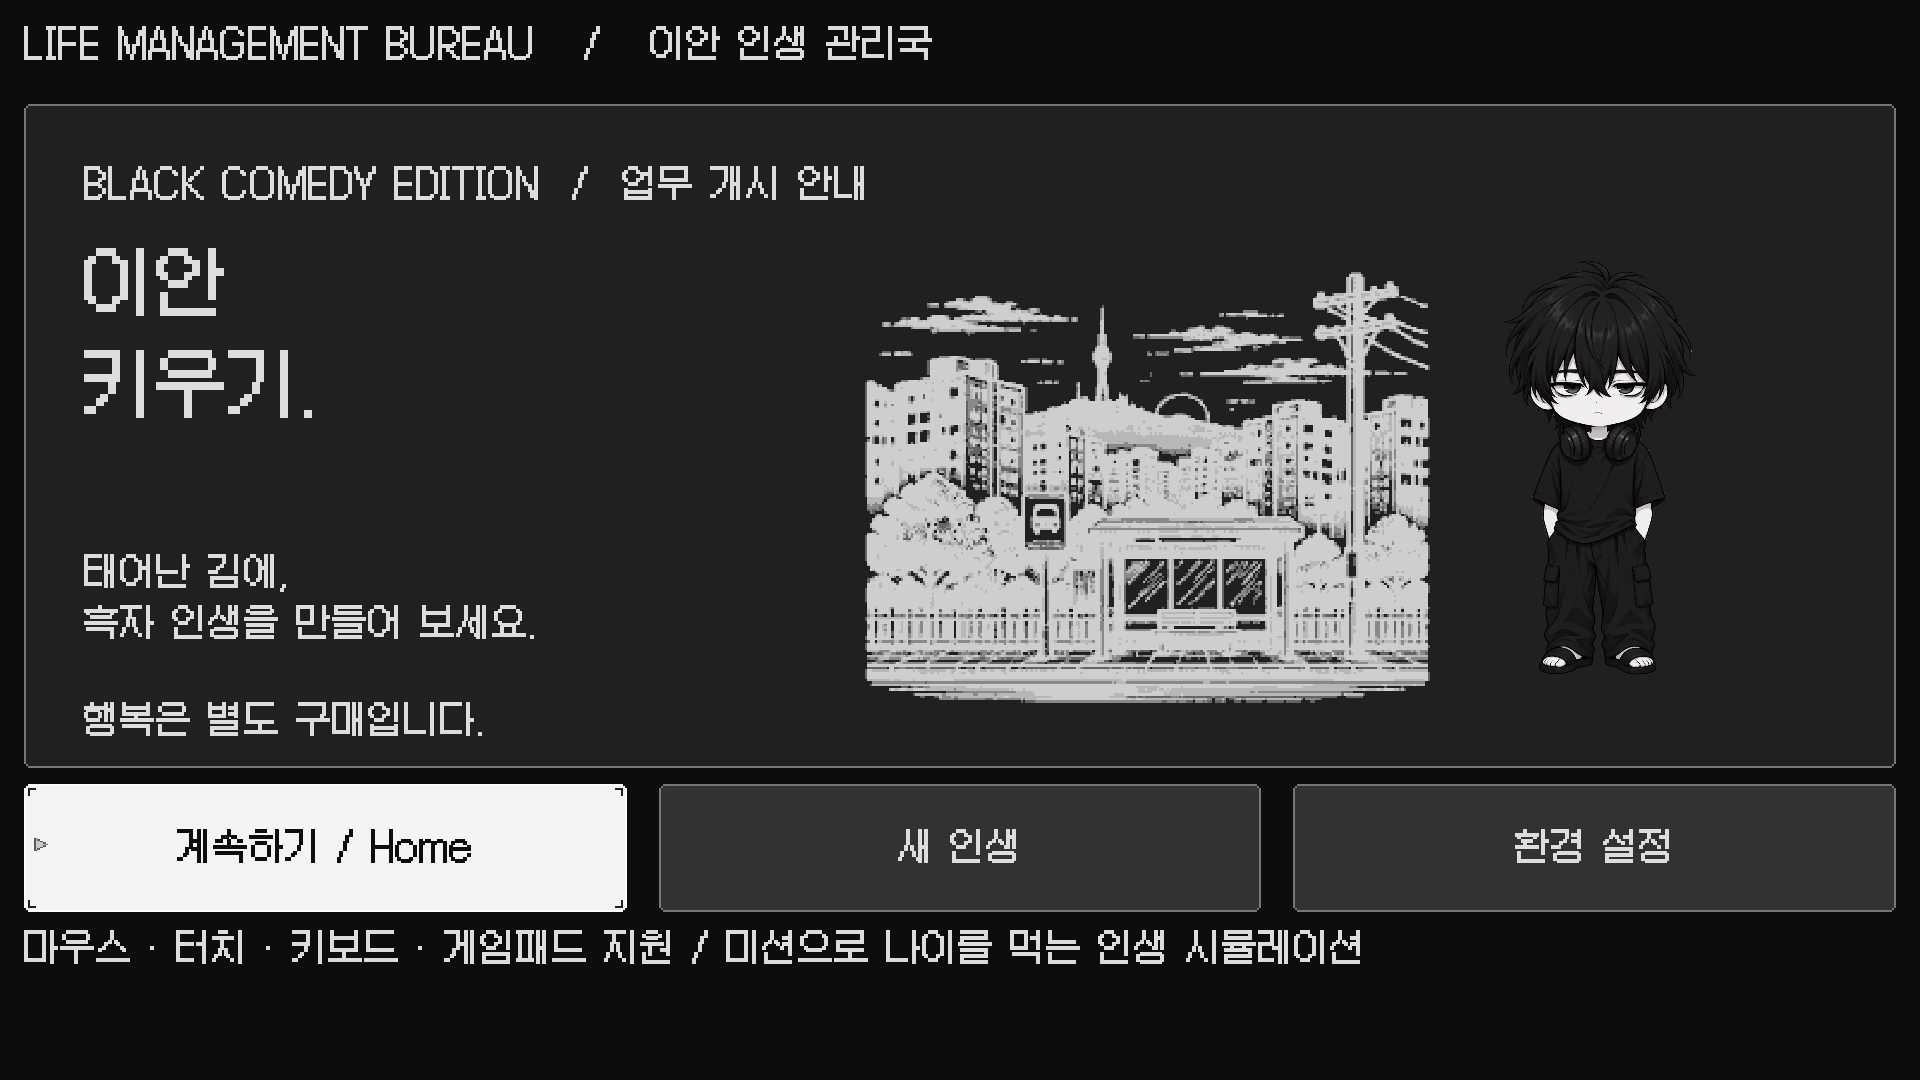 LIFE MANAGEMENT BUREAU / 이안 인생 관리국
BLACK COMEDY EDITION / 업무 개시 안내
이안
키우기.
태어난 김에,
흑자 인생을 만들어 보세요.
행복은 별도 구매입니다.
계속하기 / Home
새 인생
환경 설정
마우스 · 터치 · 키보드 · 게임패드 지원 / 미션으로 나이를 먹는 인생 시뮬레이션